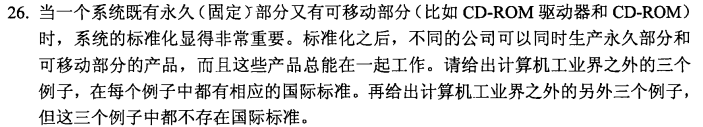 26. 当一个系统既有永久（固定）部分又有可移动部分（比如 CD-ROM 驱动器和 CD-ROM）
时，系统的标准化显得非常重要。标准化之后，不同的公司可以同时生产永久部分和
可移动部分的产品，而且这些产品总能在一起工作。请给出计算机工业界之外的三个
例子，在每个例子中都有相应的国际标准。再给出计算机工业界之外的另外三个例子，
但这三个例子中都不存在国际标准。